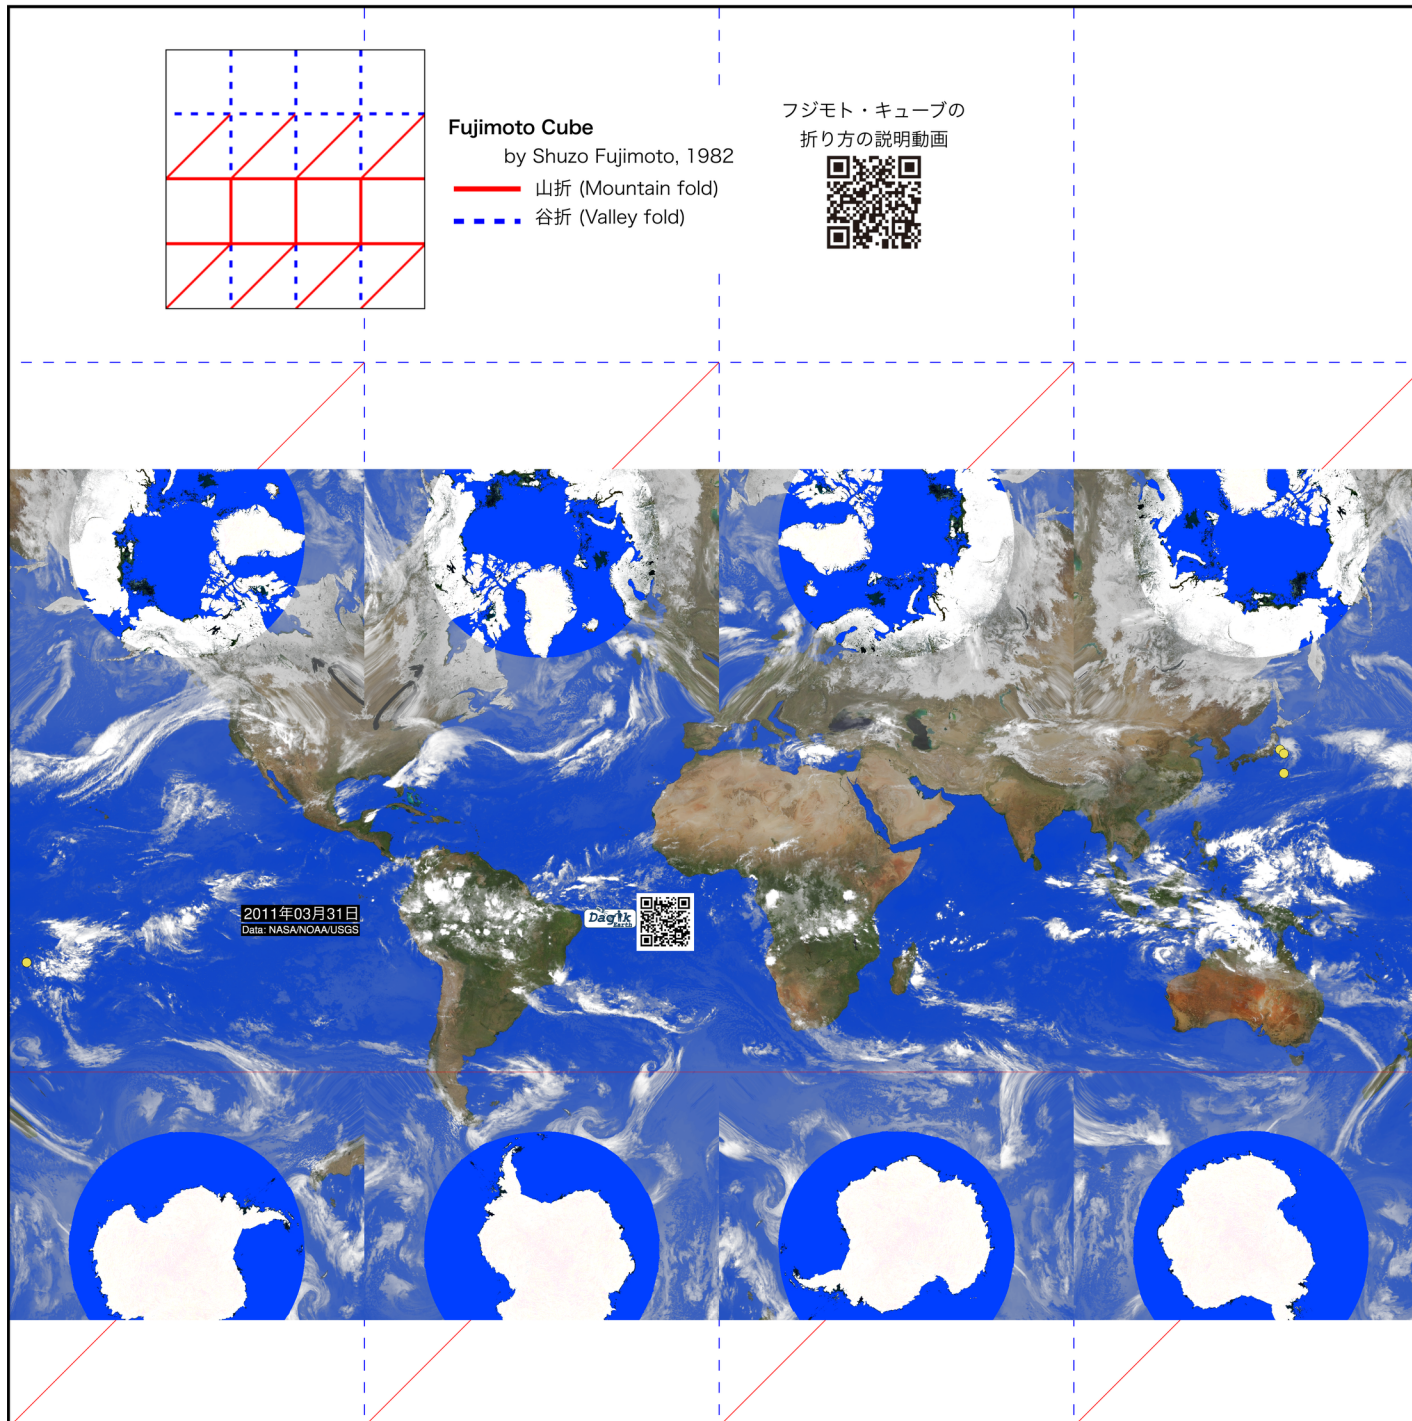 Fujimoto Cube
by Shuzo Fujimoto, 1982
山折 (Mountain fold)
谷折 (Valley fold)
フジモト・キューブの
折り方の説明動画
2011年03月31日
Data: NASA/NOAA/USGS
Dagik
Earth